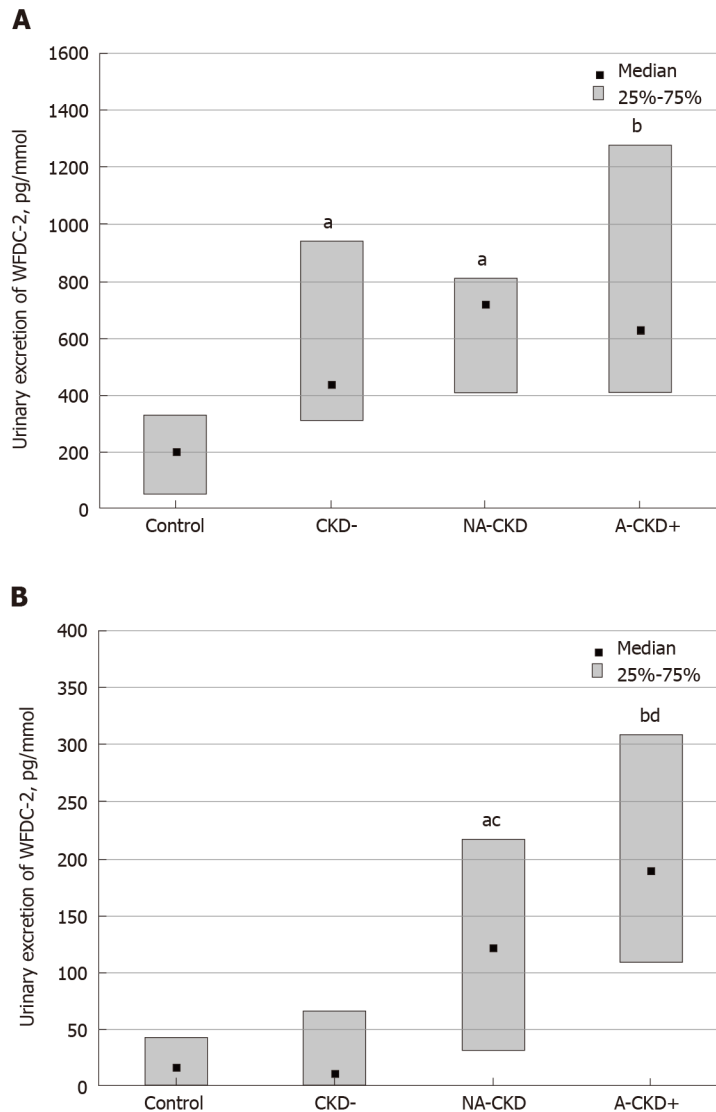 A
Urinary excretion of WFDC-2, pg/mmol
1600
1400
1200
1000
800
600
400
200
0
Median
25%-75%
a
a
b
Control
CKD-
NA-CKD
A-CKD+
B
Urinary excretion of WFDC-2, pg/mmol
400
350
300
250
200
150
100
50
0
Median
25%-75%
ac
bd
Control
CKD-
NA-CKD
A-CKD+